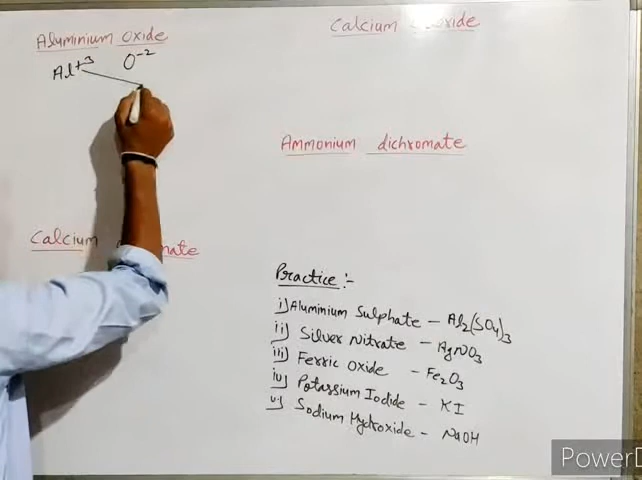 Aluminium Oxide
Al+3 O-2
Calcium
Ammonium dichromate
Calcium
Practice :-
i) Aluminium Sulphate - Al2(SO4)3
ii) Silver Nitrate - AgNO3
iii) Ferric Oxide - Fe2O3
iv) Potassium Iodide - KI
v) Sodium Hydroxide - NaOH
PowerD